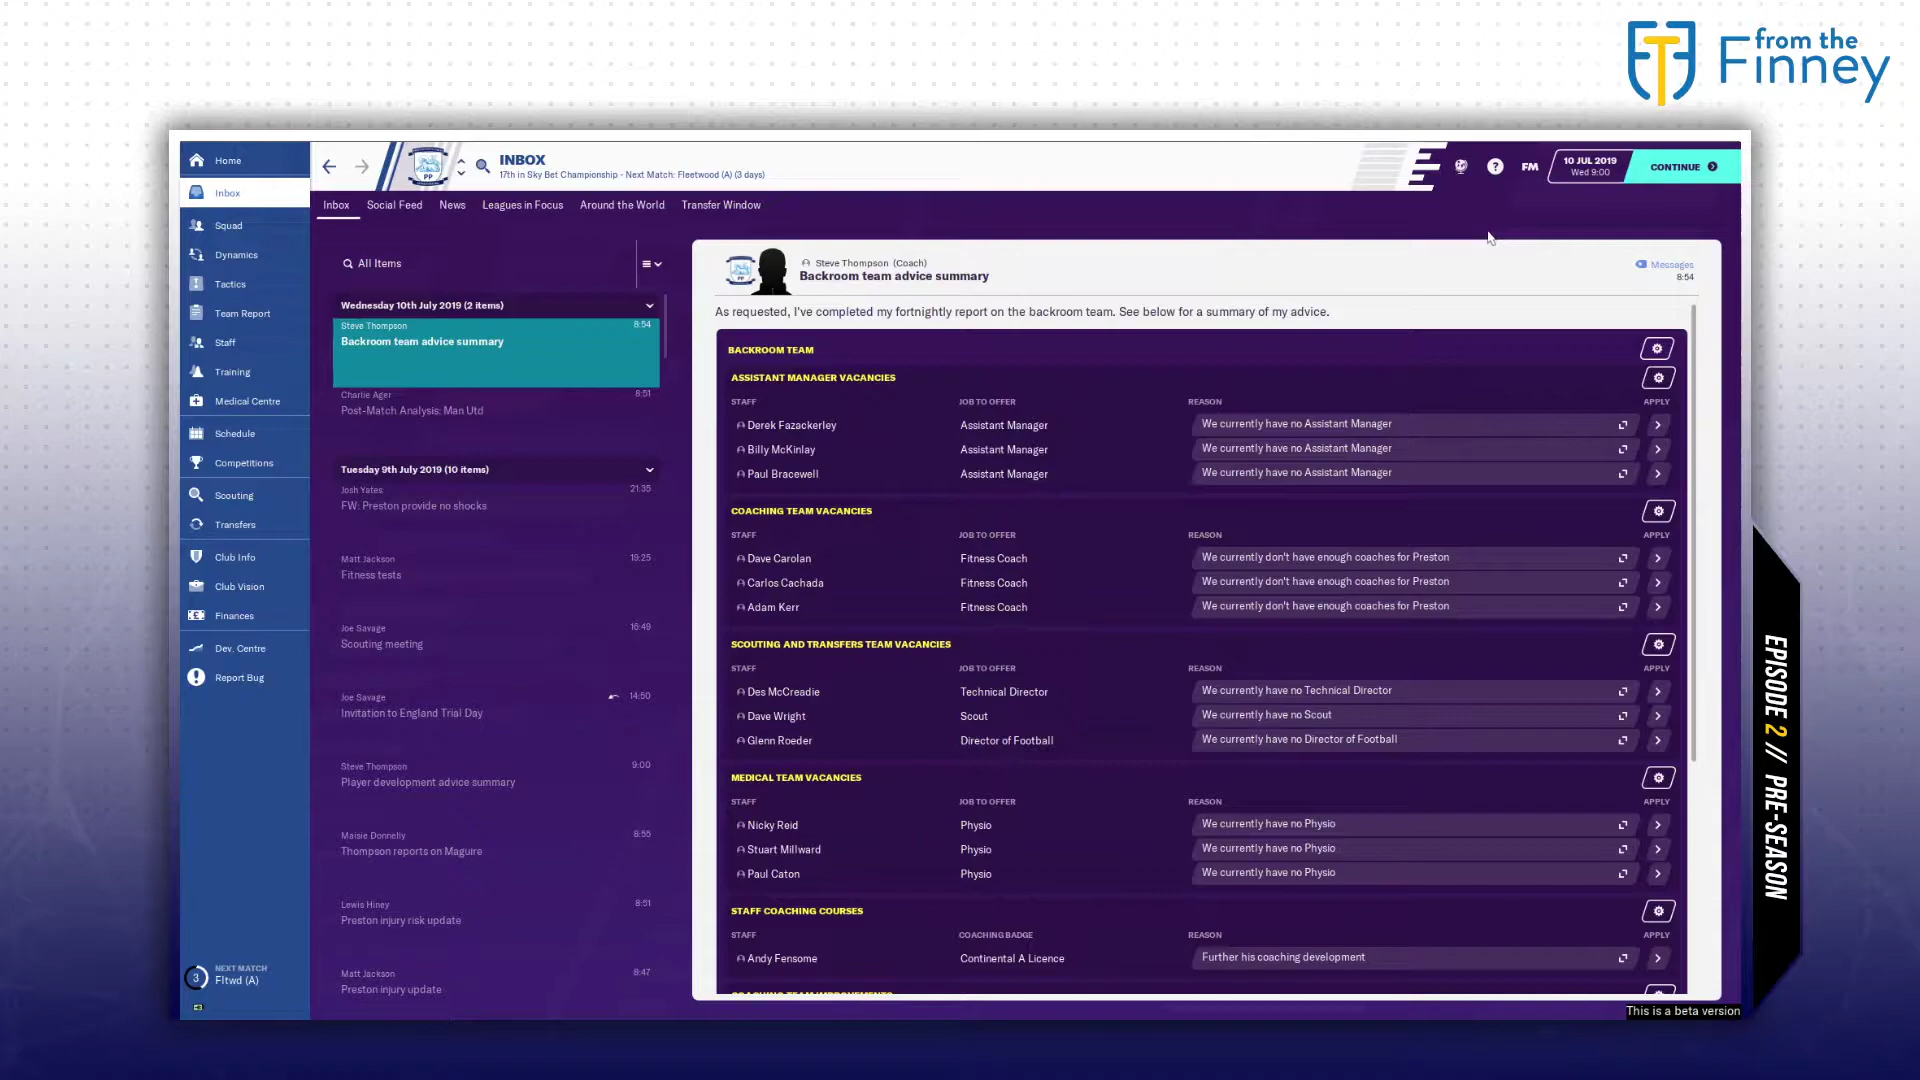 from the
Finney
Home
Inbox
Squad
Dynamics
Tactics
Team Report
Staff
Training
Medical Centre
Schedule
Competitions
Scouting
Transfers
Club Info
Club Vision
Finances
Dev. Centre
Report Bug
3
NEXT MATCH
Fltwd (A)
PP
INBOX
17th in Sky Bet Championship - Next Match: Fleetwood (A) (3 days)
?
FM
10 JUL 2019
Wed 9:00
CONTINUE
Inbox Social Feed News Leagues in Focus Around the World Transfer Window
All Items
Wednesday 10th July 2019 (2 items)
Steve Thompson 8:54
Backroom team advice summary
Charlie Ager 8:51
Post-Match Analysis: Man Utd
Tuesday 9th July 2019 (10 items)
Josh Yates 21:35
FW: Preston provide no shocks
Matt Jackson 19:25
Fitness tests
Joe Savage 16:49
Scouting meeting
Joe Savage 14:50
Invitation to England Trial Day
Steve Thompson 9:00
Player development advice summary
Maisie Donnelly 8:55
Thompson reports on Maguire
Lewis Hiney 8:51
Preston injury risk update
Matt Jackson 8:47
Preston injury update
Steve Thompson (Coach)
Backroom team advice summary
Messages
8:54
As requested, I've completed my fortnightly report on the backroom team. See below for a summary of my advice.
BACKROOM TEAM
ASSISTANT MANAGER VACANCIES
STAFF JOB TO OFFER REASON APPLY
Derek Fazackerley Assistant Manager We currently have no Assistant Manager
Billy McKinlay Assistant Manager We currently have no Assistant Manager
Paul Bracewell Assistant Manager We currently have no Assistant Manager
COACHING TEAM VACANCIES
STAFF JOB TO OFFER REASON APPLY
Dave Carolan Fitness Coach We currently don't have enough coaches for Preston
Carlos Cachada Fitness Coach We currently don't have enough coaches for Preston
Adam Kerr Fitness Coach We currently don't have enough coaches for Preston
SCOUTING AND TRANSFERS TEAM VACANCIES
STAFF JOB TO OFFER REASON APPLY
Des McCreadie Technical Director We currently have no Technical Director
Dave Wright Scout We currently have no Scout
Glenn Roeder Director of Football We currently have no Director of Football
MEDICAL TEAM VACANCIES
STAFF JOB TO OFFER REASON APPLY
Nicky Reid Physio We currently have no Physio
Stuart Millward Physio We currently have no Physio
Paul Caton Physio We currently have no Physio
STAFF COACHING COURSES
STAFF COACHING BADGE REASON APPLY
Andy Fensome Continental A Licence Further his coaching development
COACHING TEAM IMPROVEMENTS
This is a beta version
EPISODE 2 // PRE-SEASON